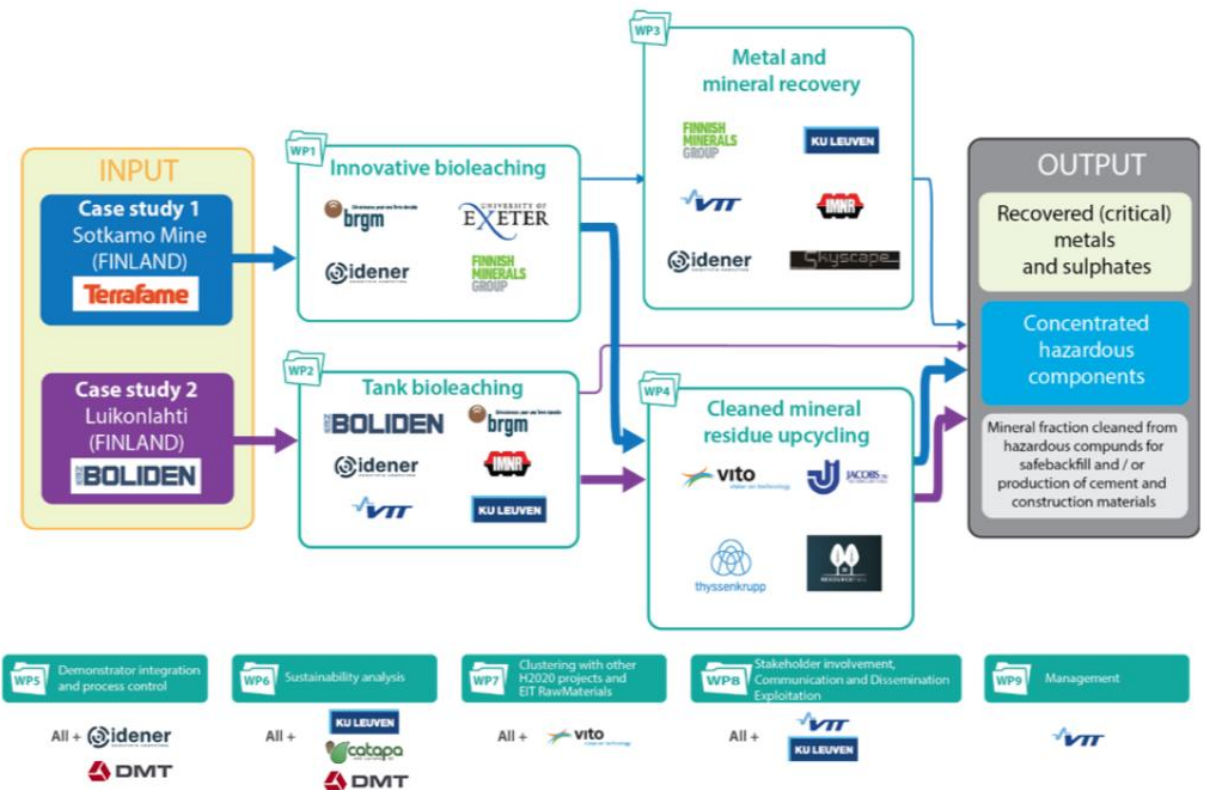 INPUT
Case study 1
Sotkamo Mine
(FINLAND)
Terrafame
Case study 2
Luikonlahti
(FINLAND)
BOLIDEN
WP1
Innovative bioleaching
brgm
UNIVERSITY OF
EXETER
idener
FINNISH
MINERALS
GROUP
WP2
Tank bioleaching
BOLIDEN
brgm
idener
IMNR
VTT
KU LEUVEN
WP3
Metal and
mineral recovery
FINNISH
MINERALS
GROUP
KU LEUVEN
VTT
IMNR
idener
Skyscape
WP4
Cleaned mineral
residue upcycling
vito
vision on technology
JACOBS
thyssenkrupp
OUTPUT
Recovered (critical)
metals
and sulphates
Concentrated
hazardous
components
Mineral fraction cleaned from
hazardous compunds for
safebackfill and / or
production of cement and
construction materials
WP5
Demonstrator integration
and process control
All + idener
DMT
WP6
Sustainability analysis
All +
KU LEUVEN
catapa
DMT
WP7
Clustering with other
H2020 projects and
EIT RawMaterials
All + vito
WP8
Stakeholder involvement,
Communication and Dissemination
Exploitation
All +
VTT
KU LEUVEN
WP9
Management
VTT